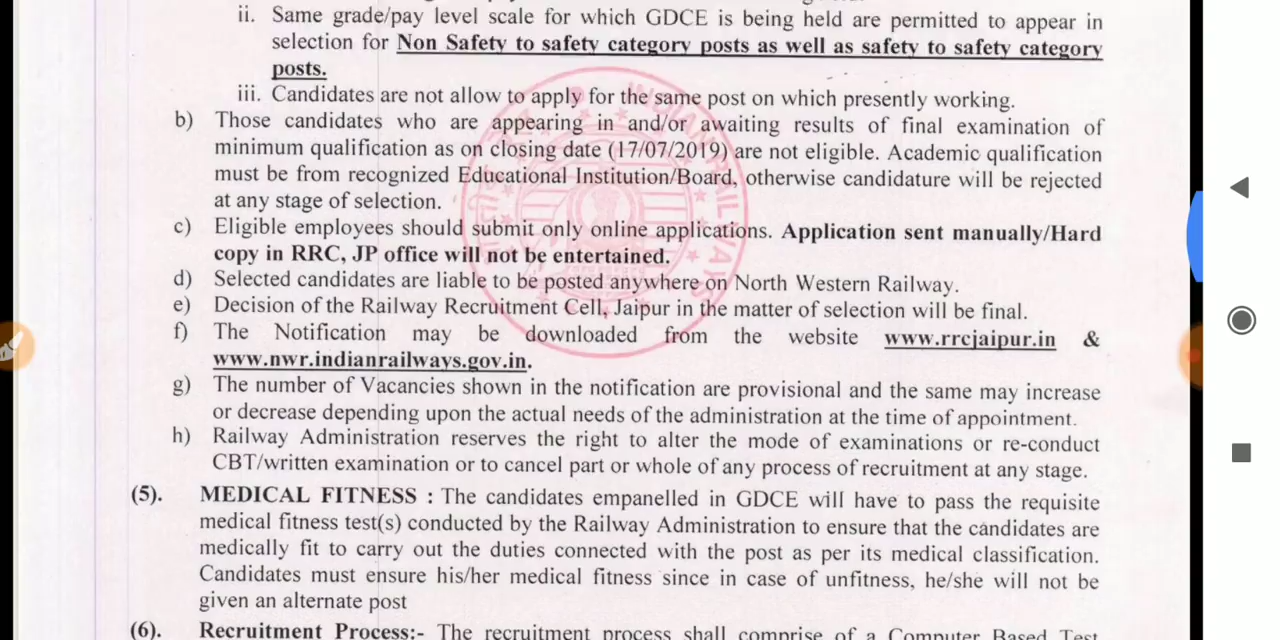 ii. Same grade/pay level scale for which GDCE is being held are permitted to appear in
selection for Non Safety to safety category posts as well as safety to safety category
posts.
iii. Candidates are not allow to apply for the same post on which presently working.
b) Those candidates who are appearing in and/or awaiting results of final examination of
minimum qualification as on closing date (17/07/2019) are not eligible. Academic qualification
must be from recognized Educational Institution/Board, otherwise candidature will be rejected
at any stage of selection.
c) Eligible employees should submit only online applications. Application sent manually/Hard
copy in RRC, JP office will not be entertained.
d) Selected candidates are liable to be posted anywhere on North Western Railway.
e) Decision of the Railway Recruitment Cell, Jaipur in the matter of selection will be final.
f) The Notification may be downloaded from the website www.rrcjaipur.in &
www.nwr.indianrailways.gov.in.
g) The number of Vacancies shown in the notification are provisional and the same may increase
or decrease depending upon the actual needs of the administration at the time of appointment.
h) Railway Administration reserves the right to alter the mode of examinations or re-conduct
CBT/written examination or to cancel part or whole of any process of recruitment at any stage.
(5). MEDICAL FITNESS : The candidates empanelled in GDCE will have to pass the requisite
medical fitness test(s) conducted by the Railway Administration to ensure that the candidates are
medically fit to carry out the duties connected with the post as per its medical classification.
Candidates must ensure his/her medical fitness since in case of unfitness, he/she will not be
given an alternate post
(6). Recruitment Process:- The recruitment process shall comprise of a Computer Based Test
INDIAN RAILWAYS